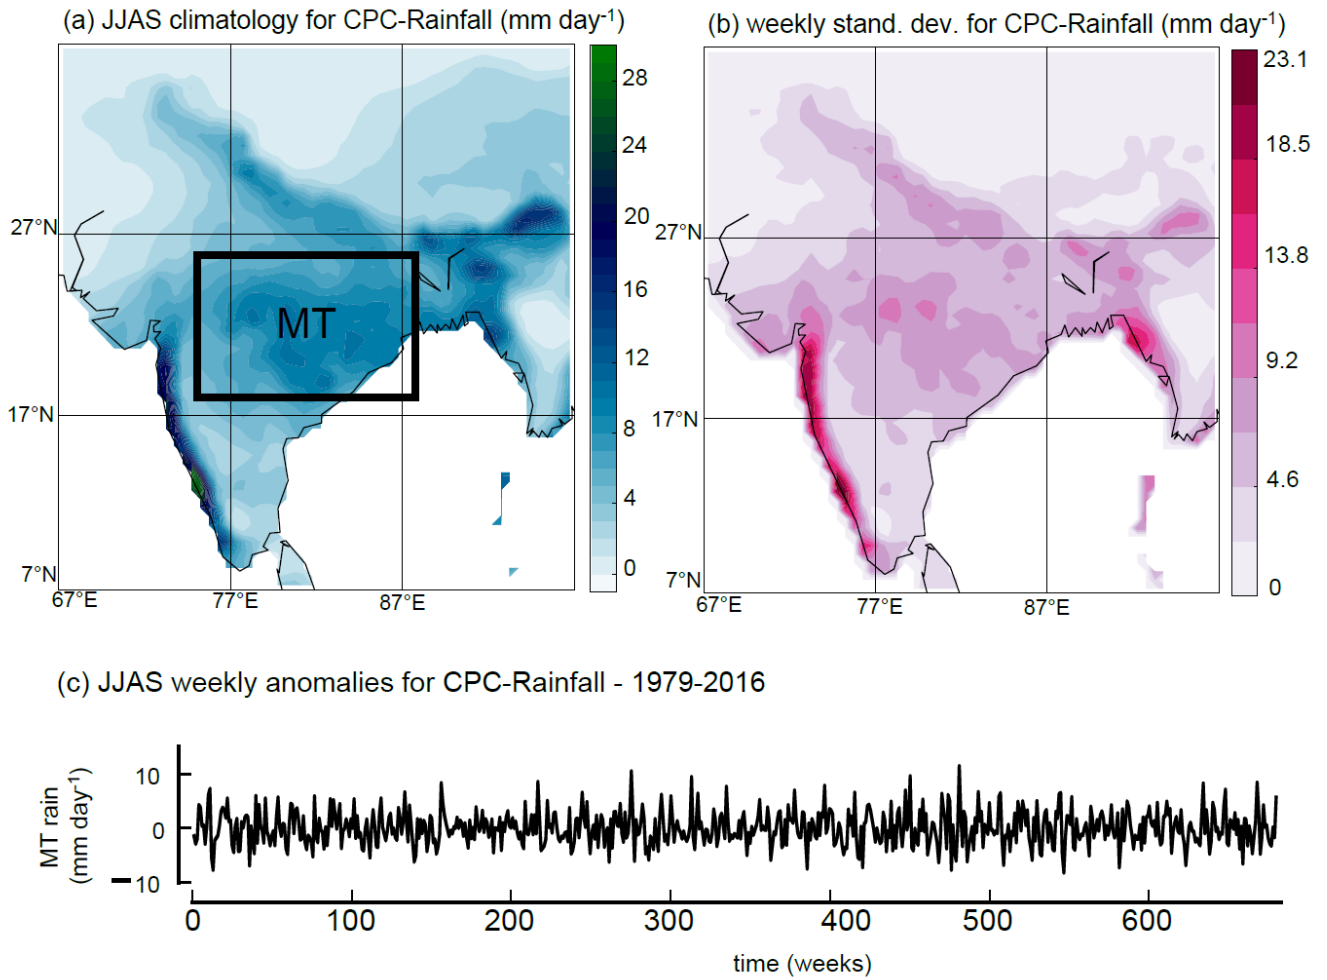 (a) JJAS climatology for CPC-Rainfall (mm day-1)
(b) weekly stand. dev. for CPC-Rainfall (mm day-1)
28
24
20
16
12
8
4
0
27°N
17°N
7°N
67°E
77°E
87°E
MT
23.1
18.5
13.8
9.2
4.6
0
27°N
17°N
7°N
67°E
77°E
87°E
(c) JJAS weekly anomalies for CPC-Rainfall - 1979-2016
MT rain
(mm day-1)
10
0
−10
0
100
200
300
400
500
600
time (weeks)